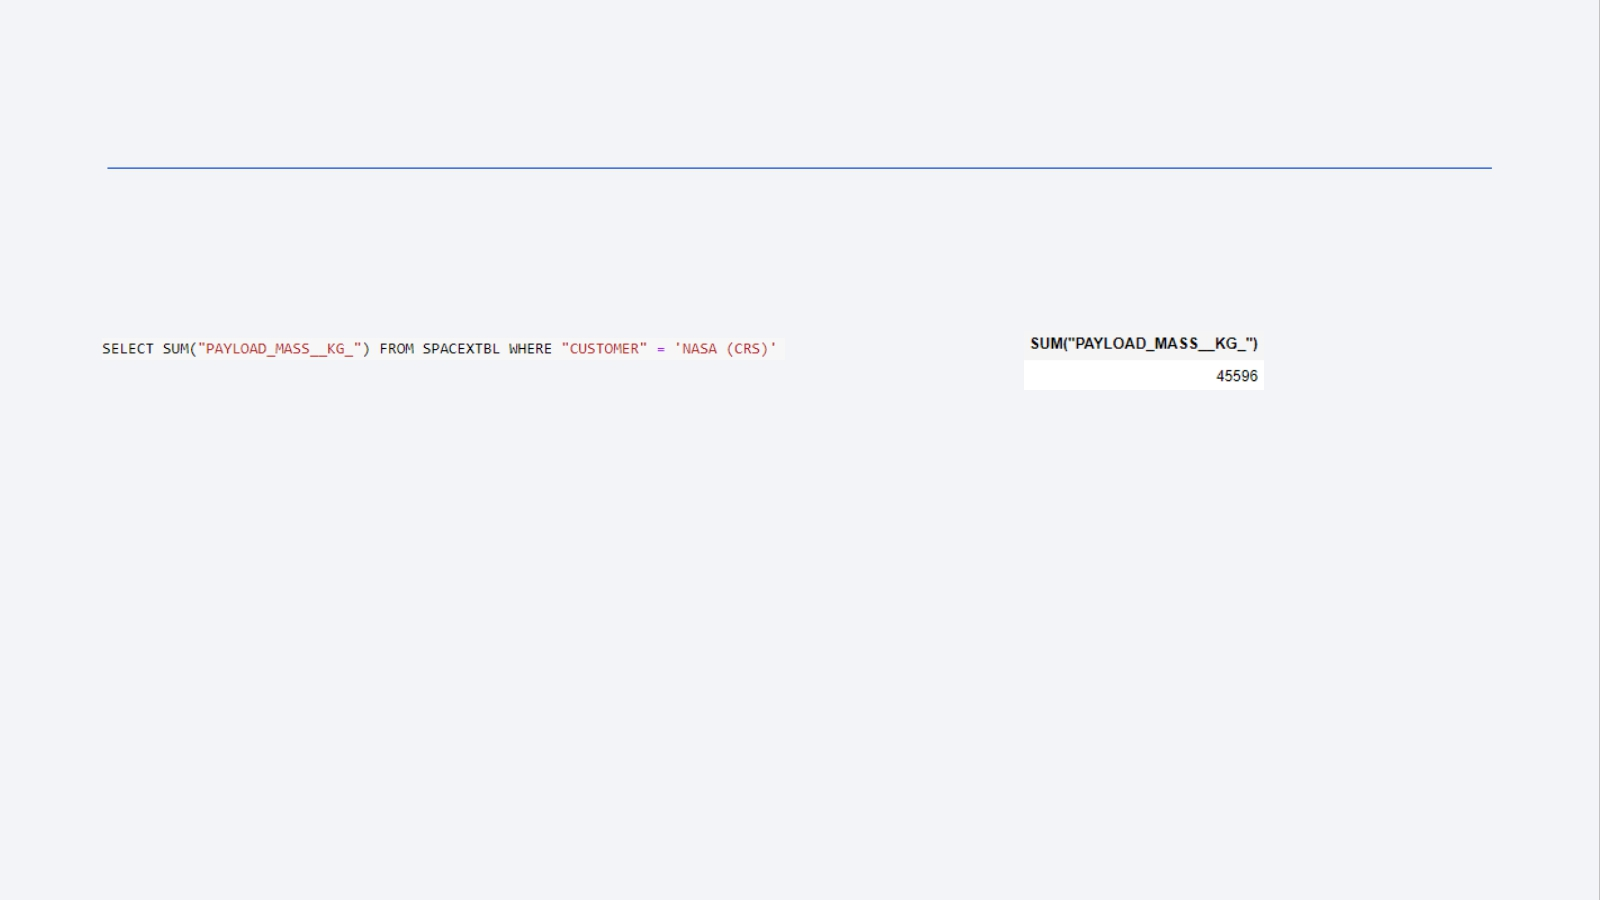 SELECT SUM("PAYLOAD_MASS__KG_") FROM SPACEXTBL WHERE "CUSTOMER" = 'NASA (CRS)'
SUM("PAYLOAD_MASS__KG_")
45596